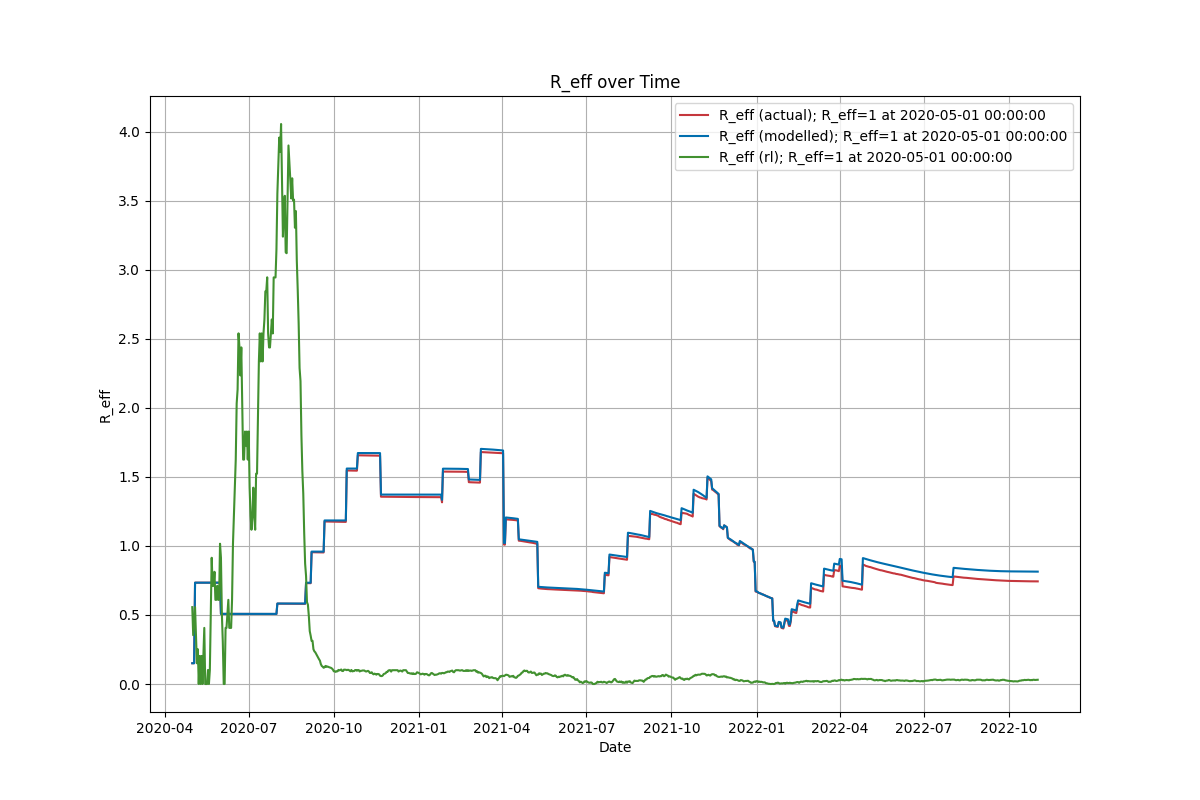 R_eff over Time
R_eff (actual); R_eff=1 at 2020-05-01 00:00:00
R_eff (modelled); R_eff=1 at 2020-05-01 00:00:00
R_eff (rl); R_eff=1 at 2020-05-01 00:00:00
4.0
3.5
3.0
2.5
2.0
1.5
1.0
0.5
0.0
R_eff
2020-04 2020-07 2020-10 2021-01 2021-04 2021-07 2021-10 2022-01 2022-04 2022-07 2022-10
Date